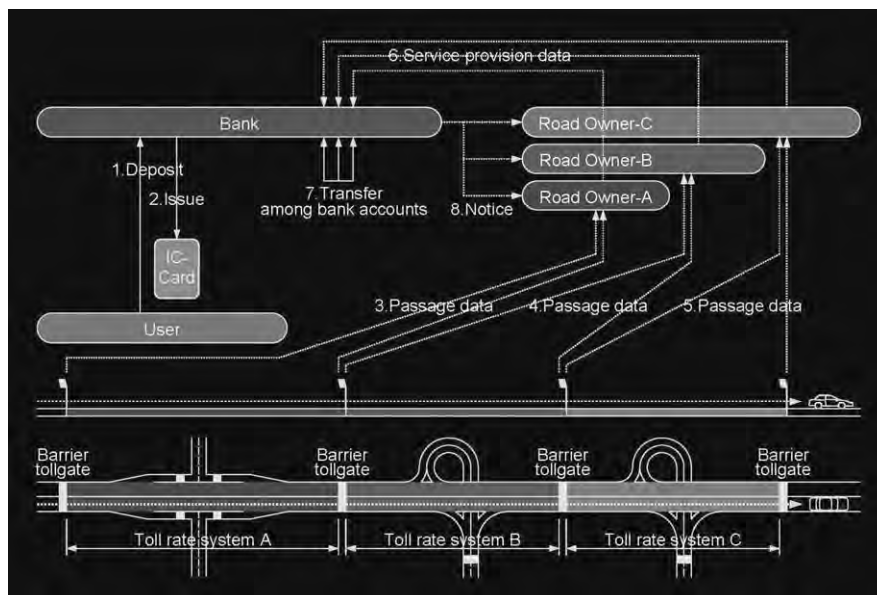 6.Service provision data
Bank
Road Owner-C
1.Deposit
Road Owner-B
2.Issue
7.Transfer
among bank accounts
8.Notice
Road Owner-A
IC-
Card
3.Passage data
4.Passage data
5.Passage data
User
Barrier
tollgate
Barrier
tollgate
Barrier
tollgate
Barrier
tollgate
Toll rate system A
Toll rate system B
Toll rate system C